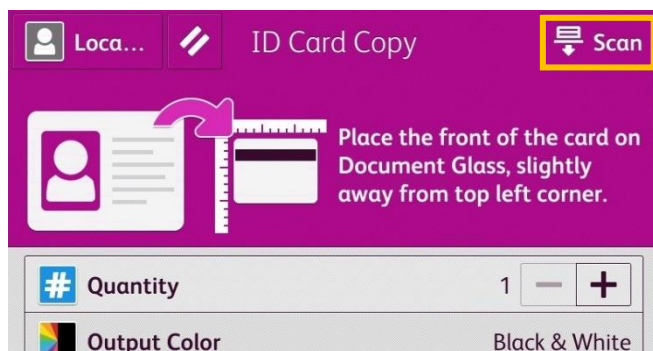 Loca...
ID Card Copy
Scan
Place the front of the card on
Document Glass, slightly
away from top left corner.
# Quantity
1 − +
Output Color
Black & White